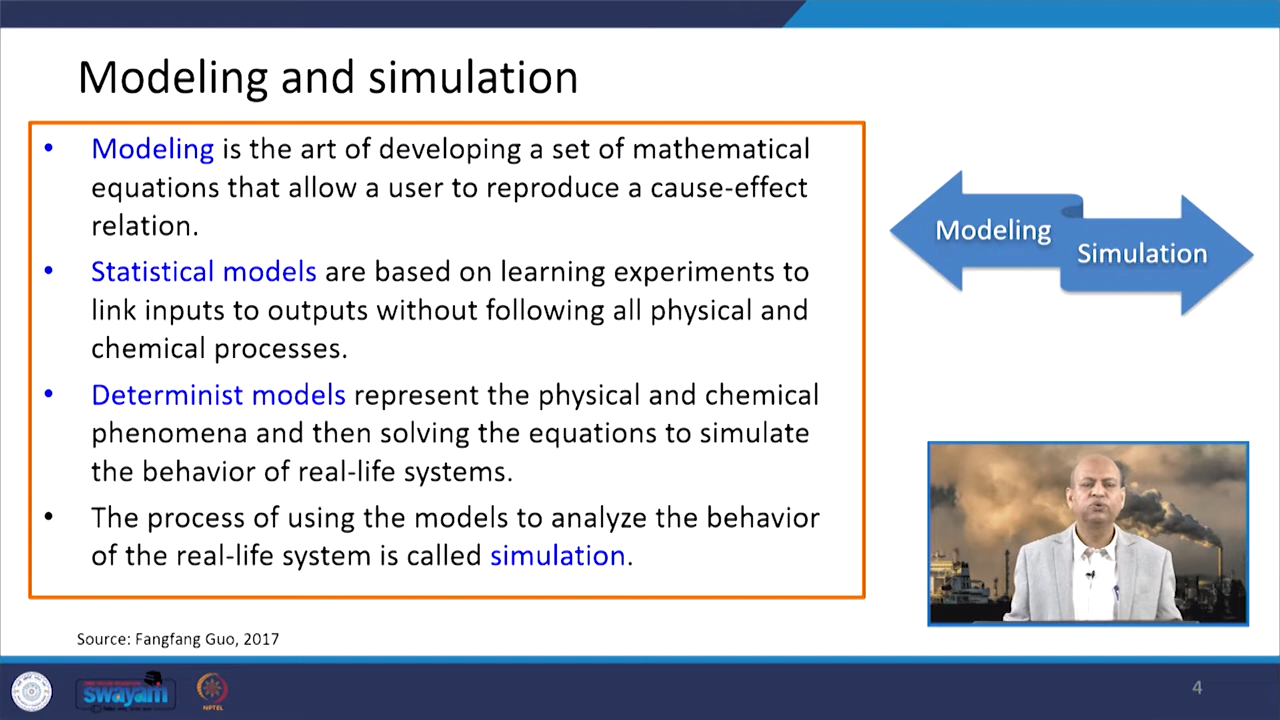 Modeling and simulation
• Modeling is the art of developing a set of mathematical
equations that allow a user to reproduce a cause-effect
relation.
• Statistical models are based on learning experiments to
link inputs to outputs without following all physical and
chemical processes.
• Determinist models represent the physical and chemical
phenomena and then solving the equations to simulate
the behavior of real-life systems.
• The process of using the models to analyze the behavior
of the real-life system is called simulation.
Modeling
Simulation
Source: Fangfang Guo, 2017
swayam
NPTEL
4